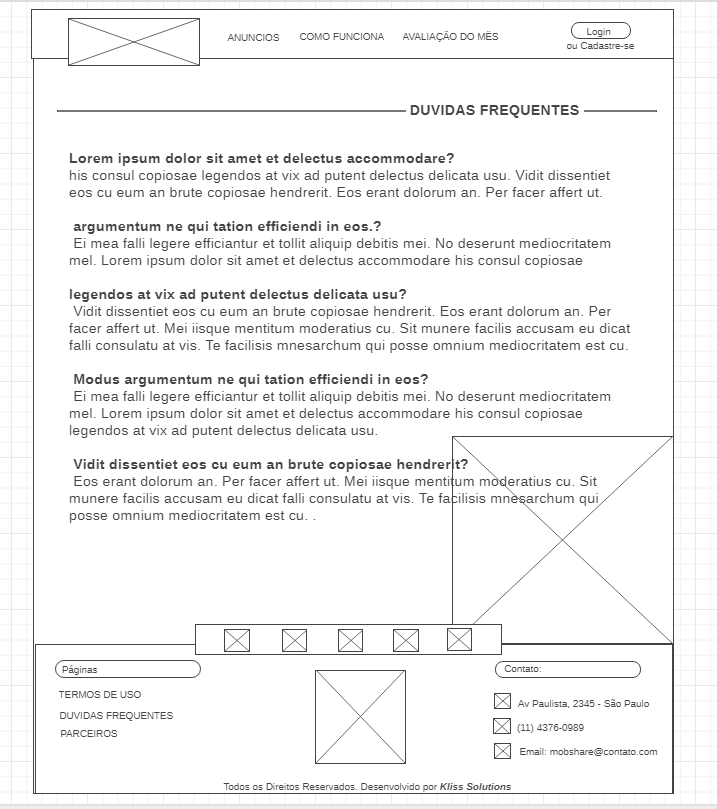 ANUNCIOS
COMO FUNCIONA
AVALIAÇÃO DO MÊS
Login
ou Cadastre-se
DUVIDAS FREQUENTES
Lorem ipsum dolor sit amet et delectus accommodare?
his consul copiosae legendos at vix ad putent delectus delicata usu. Vidit dissentiet
eos cu eum an brute copiosae hendrerit. Eos erant dolorum an. Per facer affert ut.
argumentum ne qui tation efficiendi in eos.?
Ei mea falli legere efficiantur et tollit aliquip debitis mei. No deserunt mediocritatem
mel. Lorem ipsum dolor sit amet et delectus accommodare his consul copiosae
legendos at vix ad putent delectus delicata usu?
Vidit dissentiet eos cu eum an brute copiosae hendrerit. Eos erant dolorum an. Per
facer affert ut. Mei iisque mentitum moderatius cu. Sit munere facilis accusam eu dicat
falli consulatu at vis. Te facilisis mnesarchum qui posse omnium mediocritatem est cu.
Modus argumentum ne qui tation efficiendi in eos?
Ei mea falli legere efficiantur et tollit aliquip debitis mei. No deserunt mediocritatem
mel. Lorem ipsum dolor sit amet et delectus accommodare his consul copiosae
legendos at vix ad putent delectus delicata usu.
Vidit dissentiet eos cu eum an brute copiosae hendrerit?
Eos erant dolorum an. Per facer affert ut. Mei iisque mentitum moderatius cu. Sit
munere facilis accusam eu dicat falli consulatu at vis. Te facilisis mnesarchum qui
posse omnium mediocritatem est cu. .
Páginas
TERMOS DE USO
DUVIDAS FREQUENTES
PARCEIROS
Contato:
Av Paulista, 2345 - São Paulo
(11) 4376-0989
Email: mobshare@contato.com
Todos os Direitos Reservados. Desenvolvido por Kliss Solutions